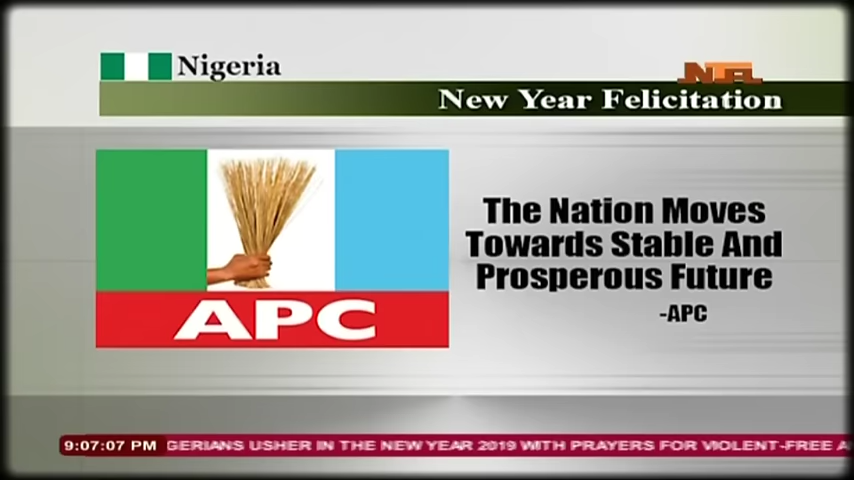 Nigeria
NTA
New Year Felicitation
The Nation Moves
Towards Stable And
Prosperous Future
-APC
APC
9:07:07 PM GERIANS USHER IN THE NEW YEAR 2019 WITH PRAYERS FOR VIOLENT-FREE